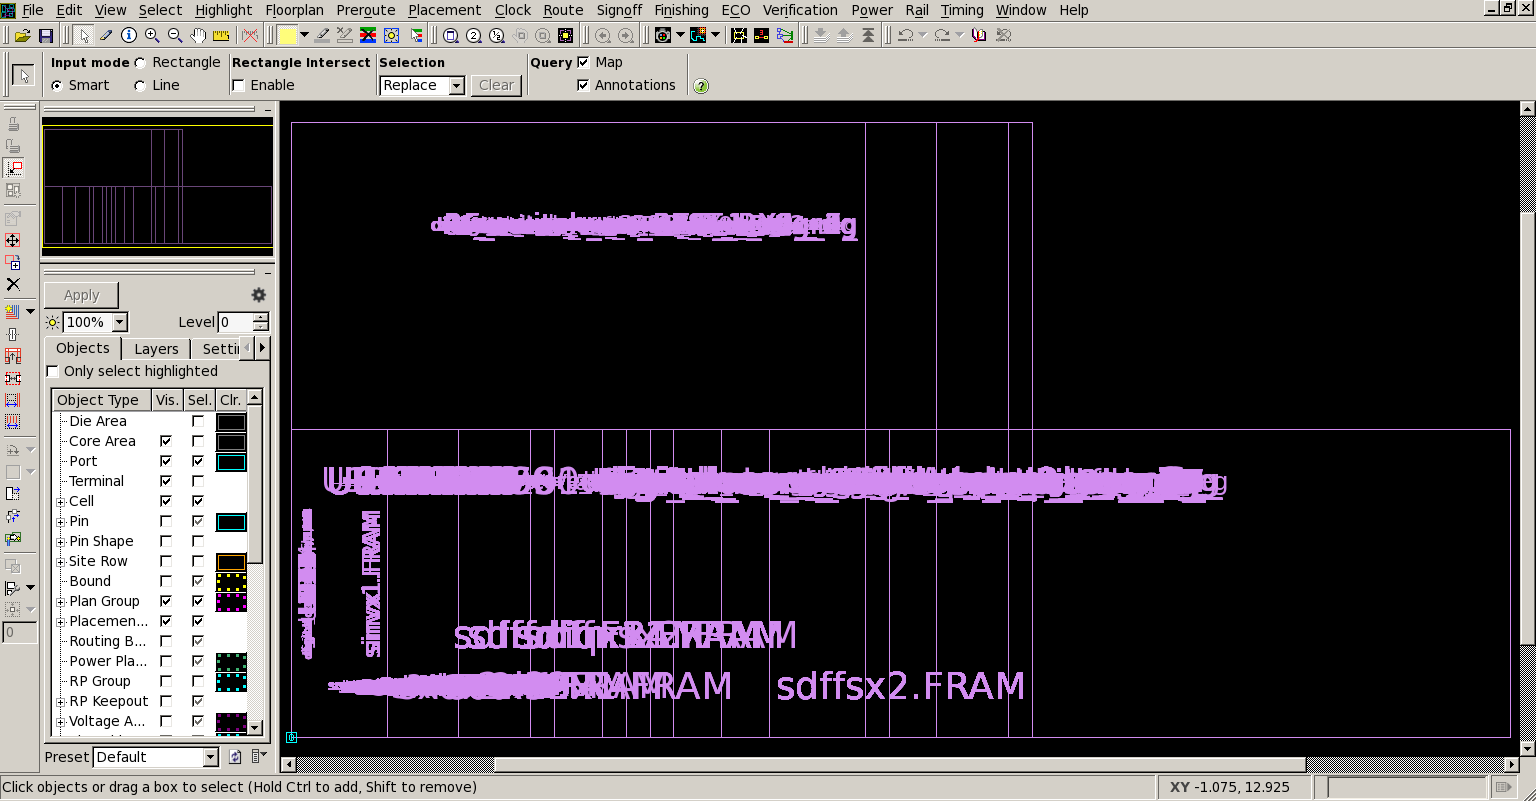 File Edit View Select Highlight Floorplan Preroute Placement Clock Route Signoff Finishing ECO Verification Power Rail Timing Window Help
Input mode Rectangle Rectangle Intersect Selection Query Map
Smart Line Enable Replace Clear Annotations
Apply
100% Level 0
Objects Layers Setti
Only select highlighted
Object Type Vis. Sel. Clr.
Die Area
Core Area
Port
Terminal
Cell
Pin
Pin Shape
Site Row
Bound
Plan Group
Placemen...
Routing B...
Power Pla...
RP Group
RP Keepout
Voltage A...
0
Preset Default
sdffsx2.FRAM
Click objects or drag a box to select (Hold Ctrl to add, Shift to remove) XY -1.075, 12.925